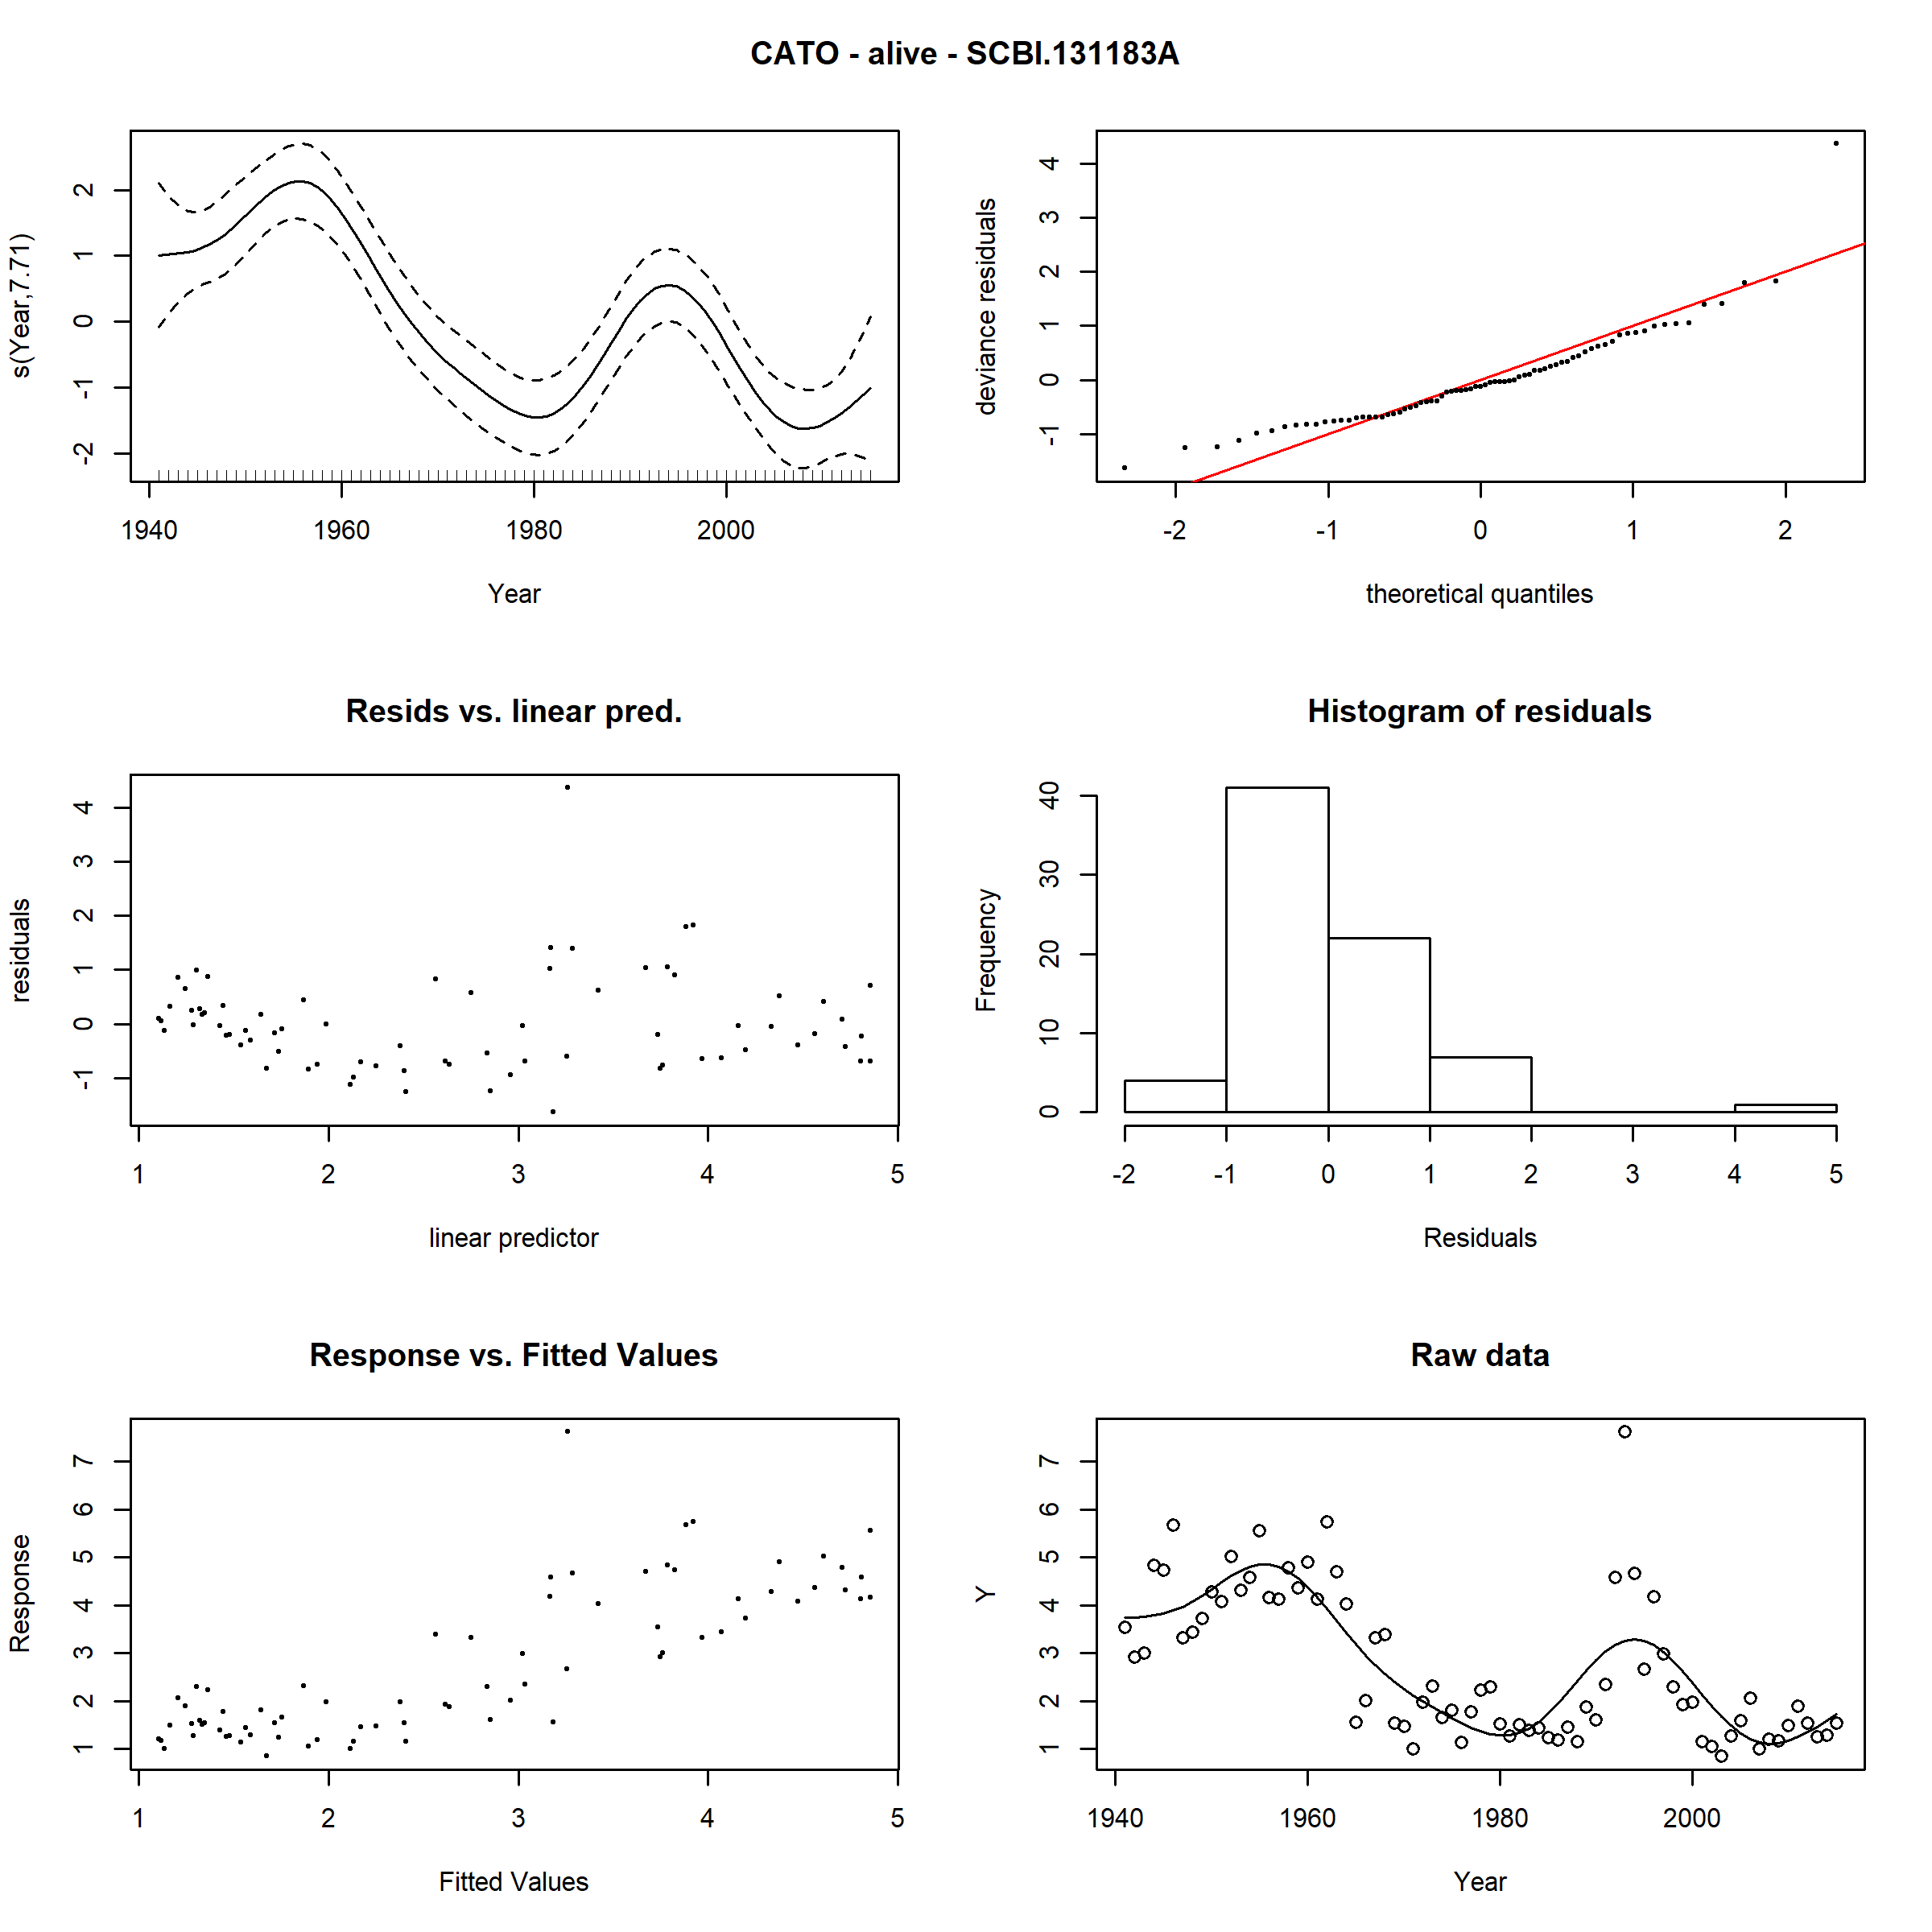 CATO - alive - SCBI.131183A
s(Year,7.71)
2
1
0
-1
-2
1940 1960 1980 2000
Year
deviance residuals
4
3
2
1
0
-1
-2 -1 0 1 2
theoretical quantiles
Resids vs. linear pred.
residuals
4
3
2
1
0
-1
1 2 3 4 5
linear predictor
Histogram of residuals
Frequency
40
30
20
10
0
-2 -1 0 1 2 3 4 5
Residuals
Response vs. Fitted Values
Response
7
6
5
4
3
2
1
1 2 3 4 5
Fitted Values
Raw data
Y
7
6
5
4
3
2
1
1940 1960 1980 2000
Year